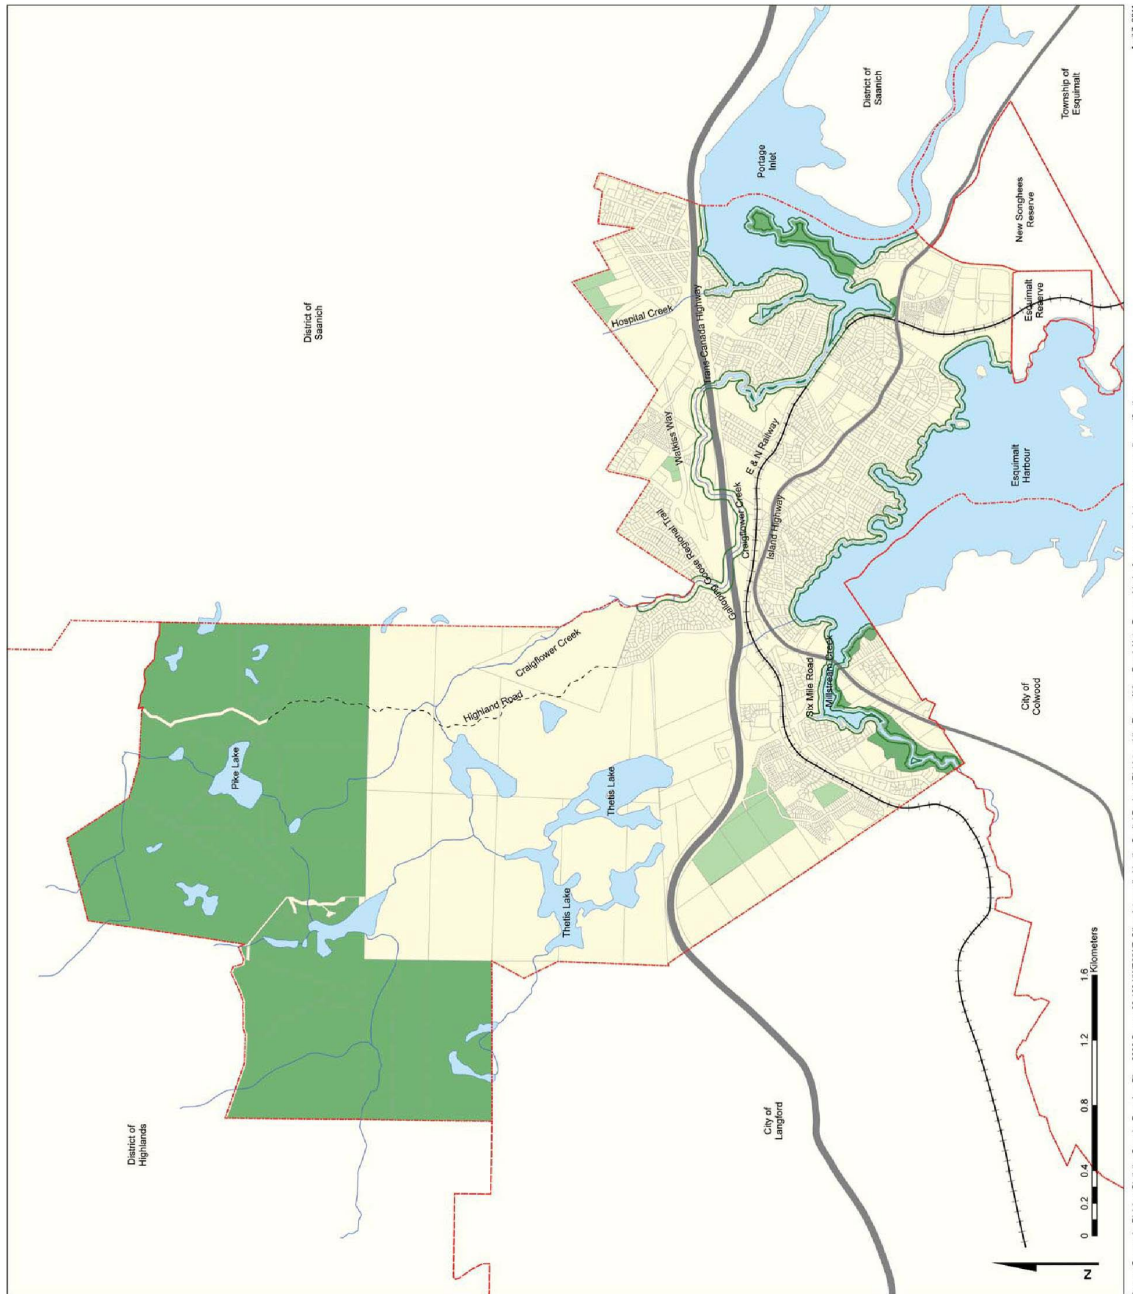 District of
Saanich
District of
Saanich
Township of
Esquimalt
Portage
Inlet
New Songhees
Reserve
Esquimalt
Reserve
Hospital Creek
Trans-Canada Highway
Watkiss Way
E & N Railway
Galloping Goose Regional Trail
Craigflower Creek
Island Highway
Esquimalt
Harbour
Craigflower Creek
Highland Road
Six Mile Road
Millstream Creek
City of
Colwood
Pike Lake
Thetis Lake
Thetis Lake
District of
Highlands
City of
Langford
0 0.2 0.4 0.8 1.2 1.6
Kilometers
N